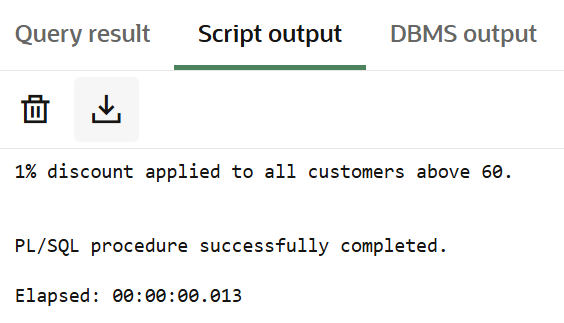 Query result Script output DBMS output
1% discount applied to all customers above 60.
PL/SQL procedure successfully completed.
Elapsed: 00:00:00.013